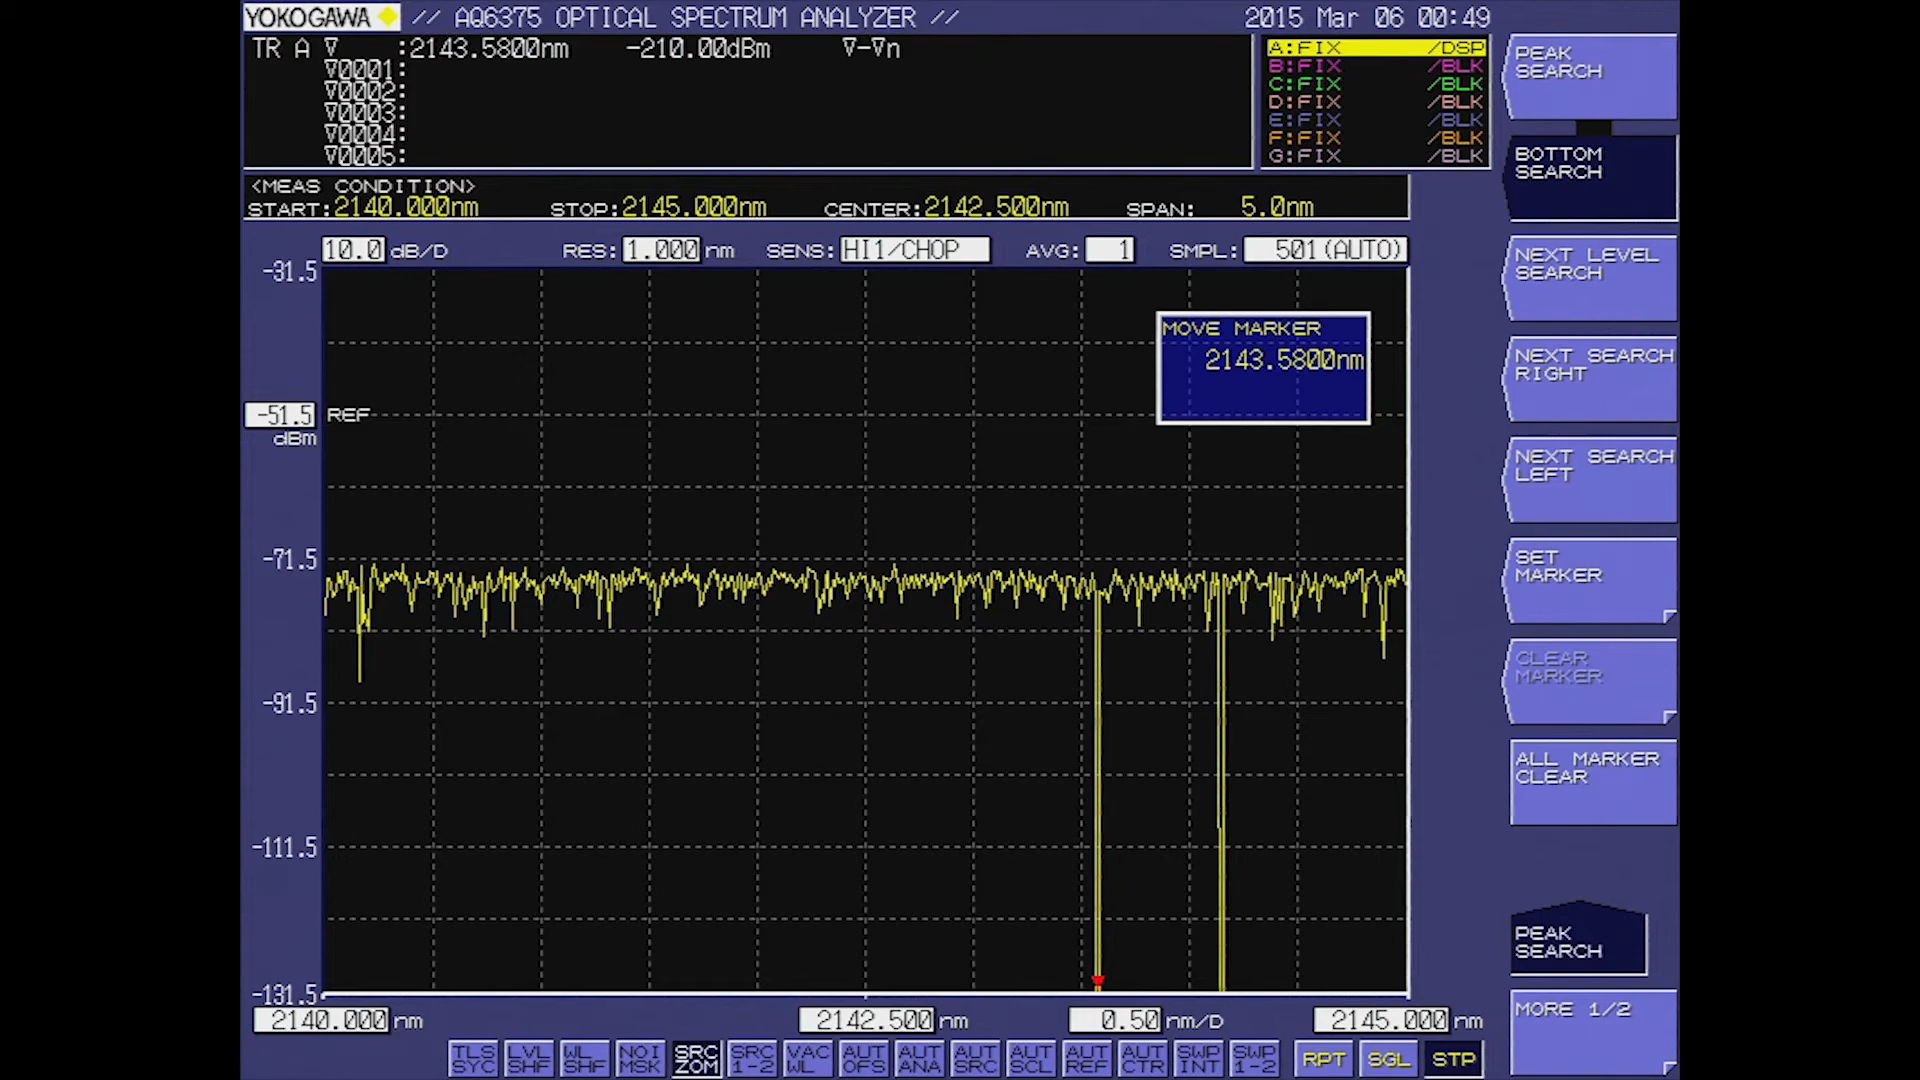 YOKOGAWA // AQ6375 OPTICAL SPECTRUM ANALYZER // 2015 Mar 06 00:49
TR A ∇ :2143.5800nm -210.00dBm ∇-∇n
∇0001:
∇0002:
∇0003:
∇0004:
∇0005:
A:FIX /DSP
B:FIX /BLK
C:FIX /BLK
D:FIX /BLK
E:FIX /BLK
F:FIX /BLK
G:FIX /BLK
<MEAS CONDITION>
START:2140.000nm STOP:2145.000nm CENTER:2142.500nm SPAN: 5.0nm
10.0 dB/D RES: 1.000 nm SENS: HI1/CHOP AVG: 1 SMPL: 501(AUTO)
MOVE MARKER
2143.5800nm
-31.5
-51.5 REF
dBm
-71.5
-91.5
-111.5
-131.5
2140.000 nm 2142.500 nm 0.50 nm/D 2145.000 nm
TLS SYC
LVL SHF
WL SHF
NOI MSK
SRC ZOM
SRC 1-2
VAC WL
AUT OFS
AUT ANA
AUT SRC
AUT SCL
AUT REF
AUT CTR
SWP INT
SWP 1-2
RPT
SGL
STP
PEAK
SEARCH
BOTTOM
SEARCH
NEXT LEVEL
SEARCH
NEXT SEARCH
RIGHT
NEXT SEARCH
LEFT
SET
MARKER
CLEAR
MARKER
ALL MARKER
CLEAR
PEAK
SEARCH
MORE 1/2